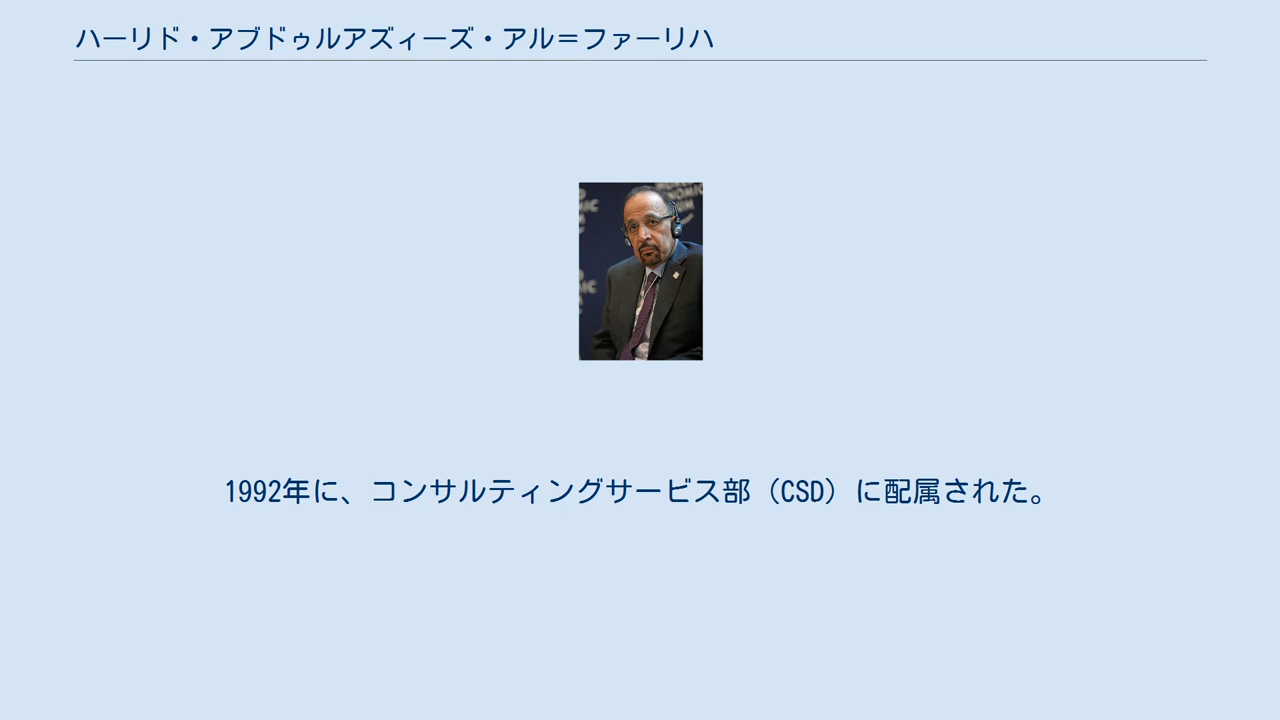 ハーリド・アブドゥルアズィーズ・アル＝ファーリハ
1992年に、コンサルティングサービス部（CSD）に配属された。